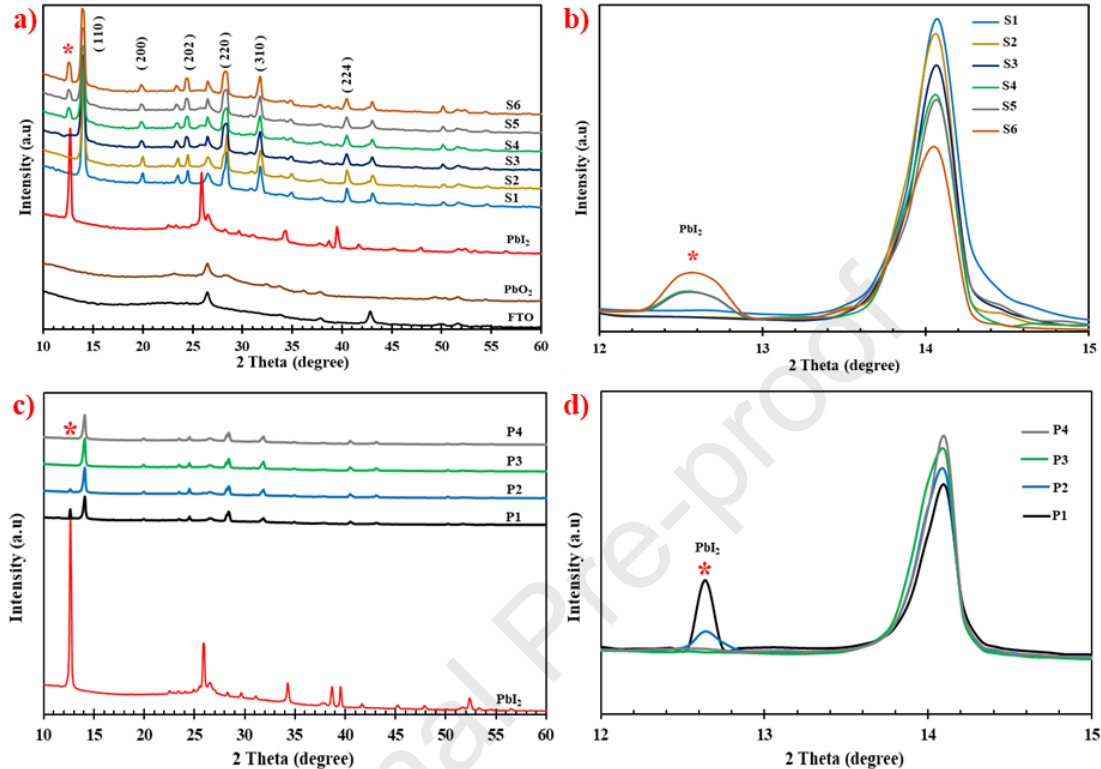 a)
*
(110)
(200)
(202)
(220)
(310)
(224)
S6
S5
S4
S3
S2
S1
PbI₂
PbO₂
FTO
Intensity (a.u)
10 15 20 25 30 35 40 45 50 55 60
2 Theta (degree)
b)
S1
S2
S3
S4
S5
S6
PbI₂
*
Intensity (a.u)
12 13 14 15
2 Theta (degree)
c)
*
P4
P3
P2
P1
PbI₂
Intensity (a.u)
10 15 20 25 30 35 40 45 50 55 60
2 Theta (degree)
d)
P4
P3
P2
P1
PbI₂
*
Intensity (a.u)
12 13 14 15
2 Theta (degree)
nal Pre-proof